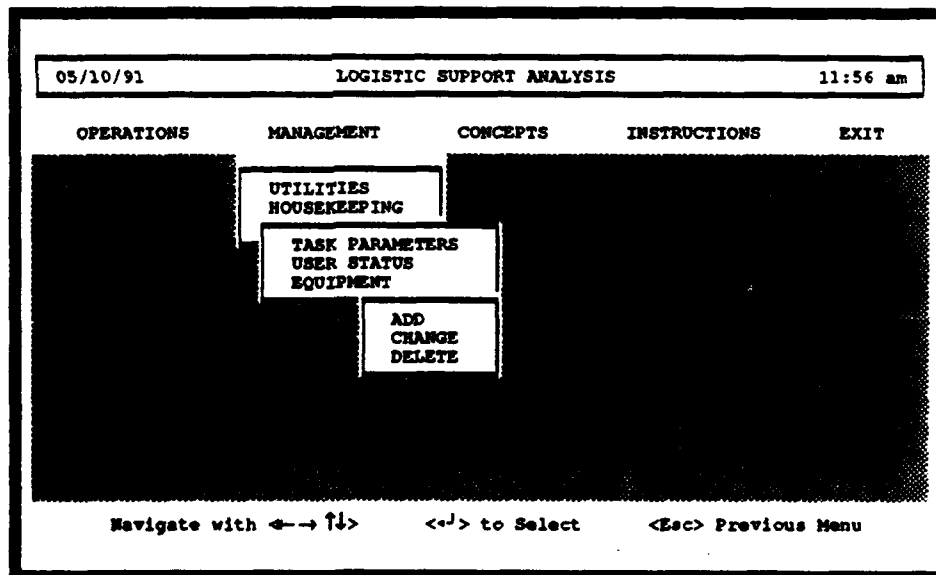 05/10/91 LOGISTIC SUPPORT ANALYSIS 11:56 am
OPERATIONS MANAGEMENT CONCEPTS INSTRUCTIONS EXIT
UTILITIES
HOUSEKEEPING
TASK PARAMETERS
USER STATUS
EQUIPMENT
ADD
CHANGE
DELETE
Navigate with <←→↑↓> <↵> to Select <Esc> Previous Menu